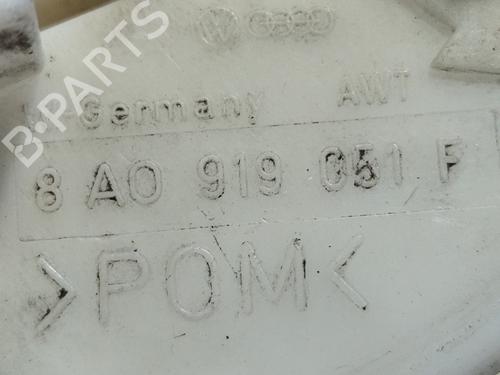 Germany AWT
8A0 919 051 F
>POM<
B-PARTS